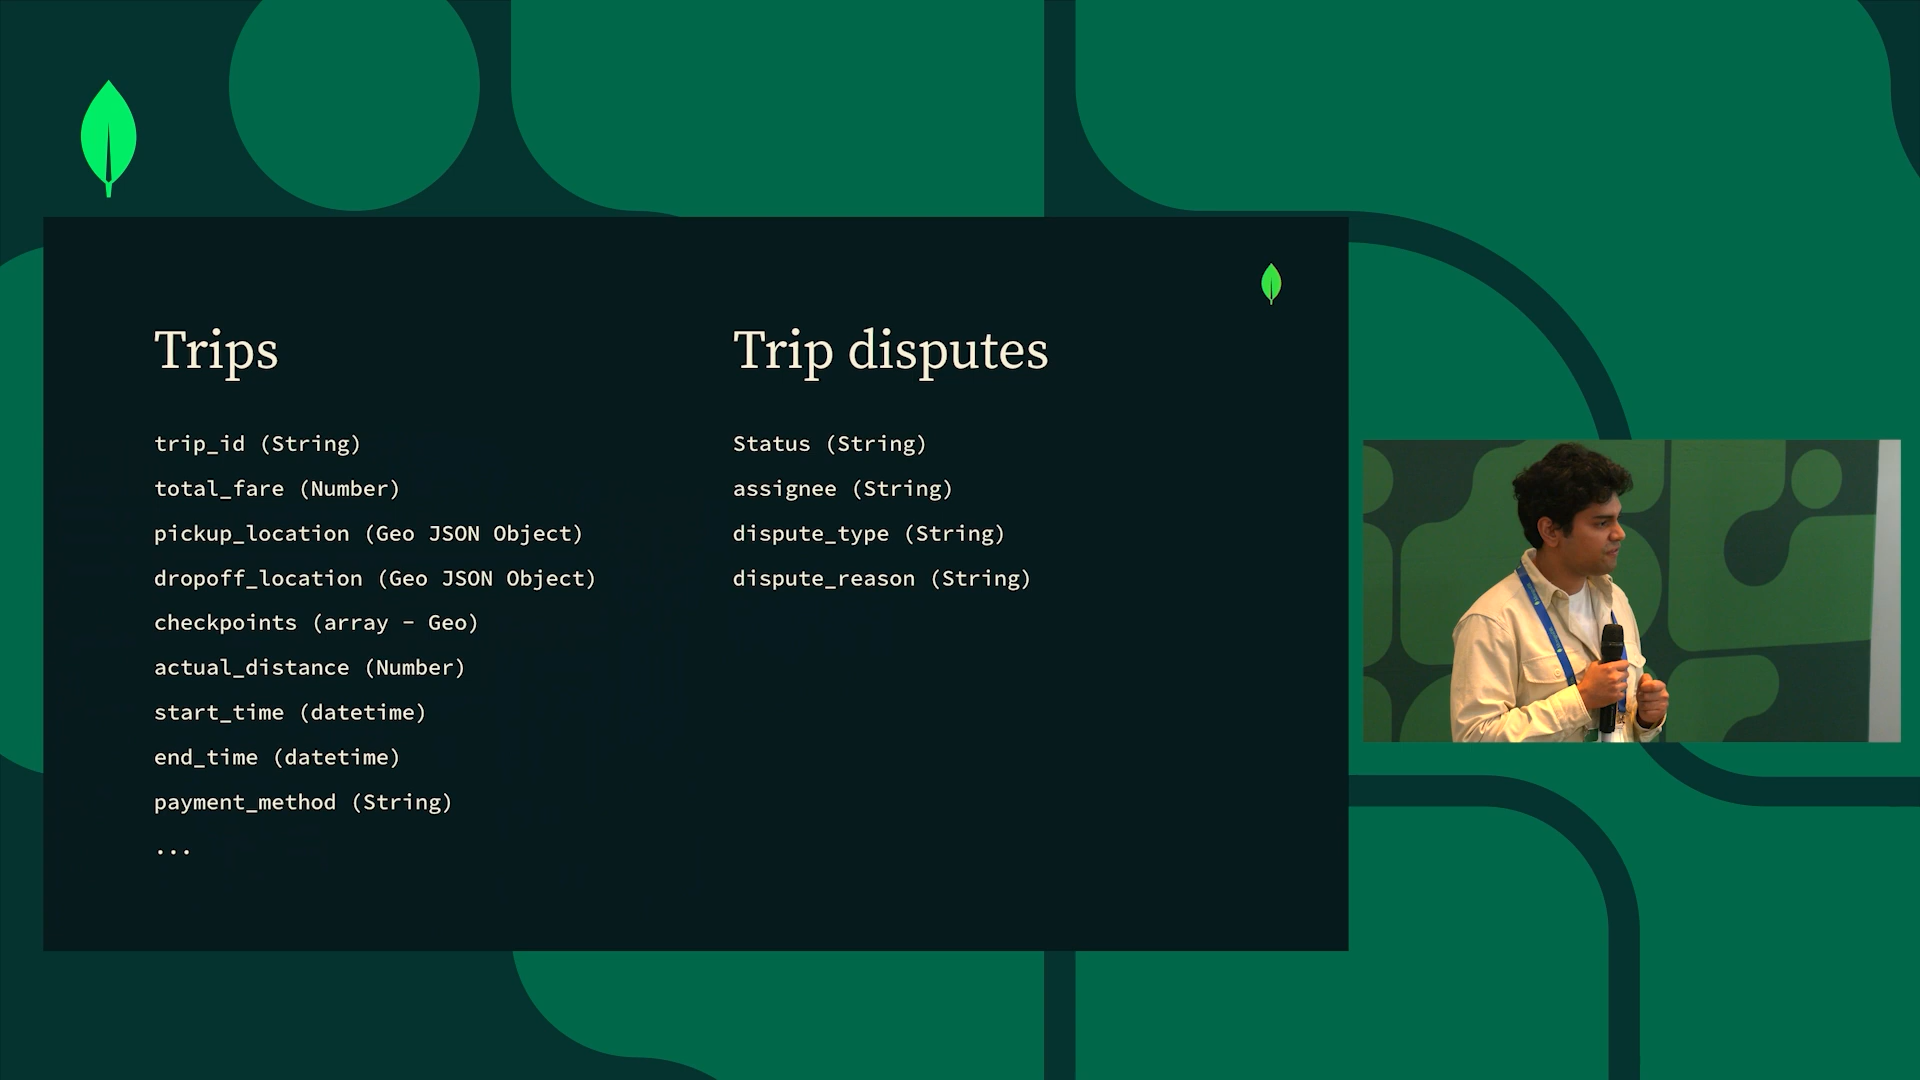 Trips
trip_id (String)
total_fare (Number)
pickup_location (Geo JSON Object)
dropoff_location (Geo JSON Object)
checkpoints (array - Geo)
actual_distance (Number)
start_time (datetime)
end_time (datetime)
payment_method (String)
...
Trip disputes
Status (String)
assignee (String)
dispute_type (String)
dispute_reason (String)